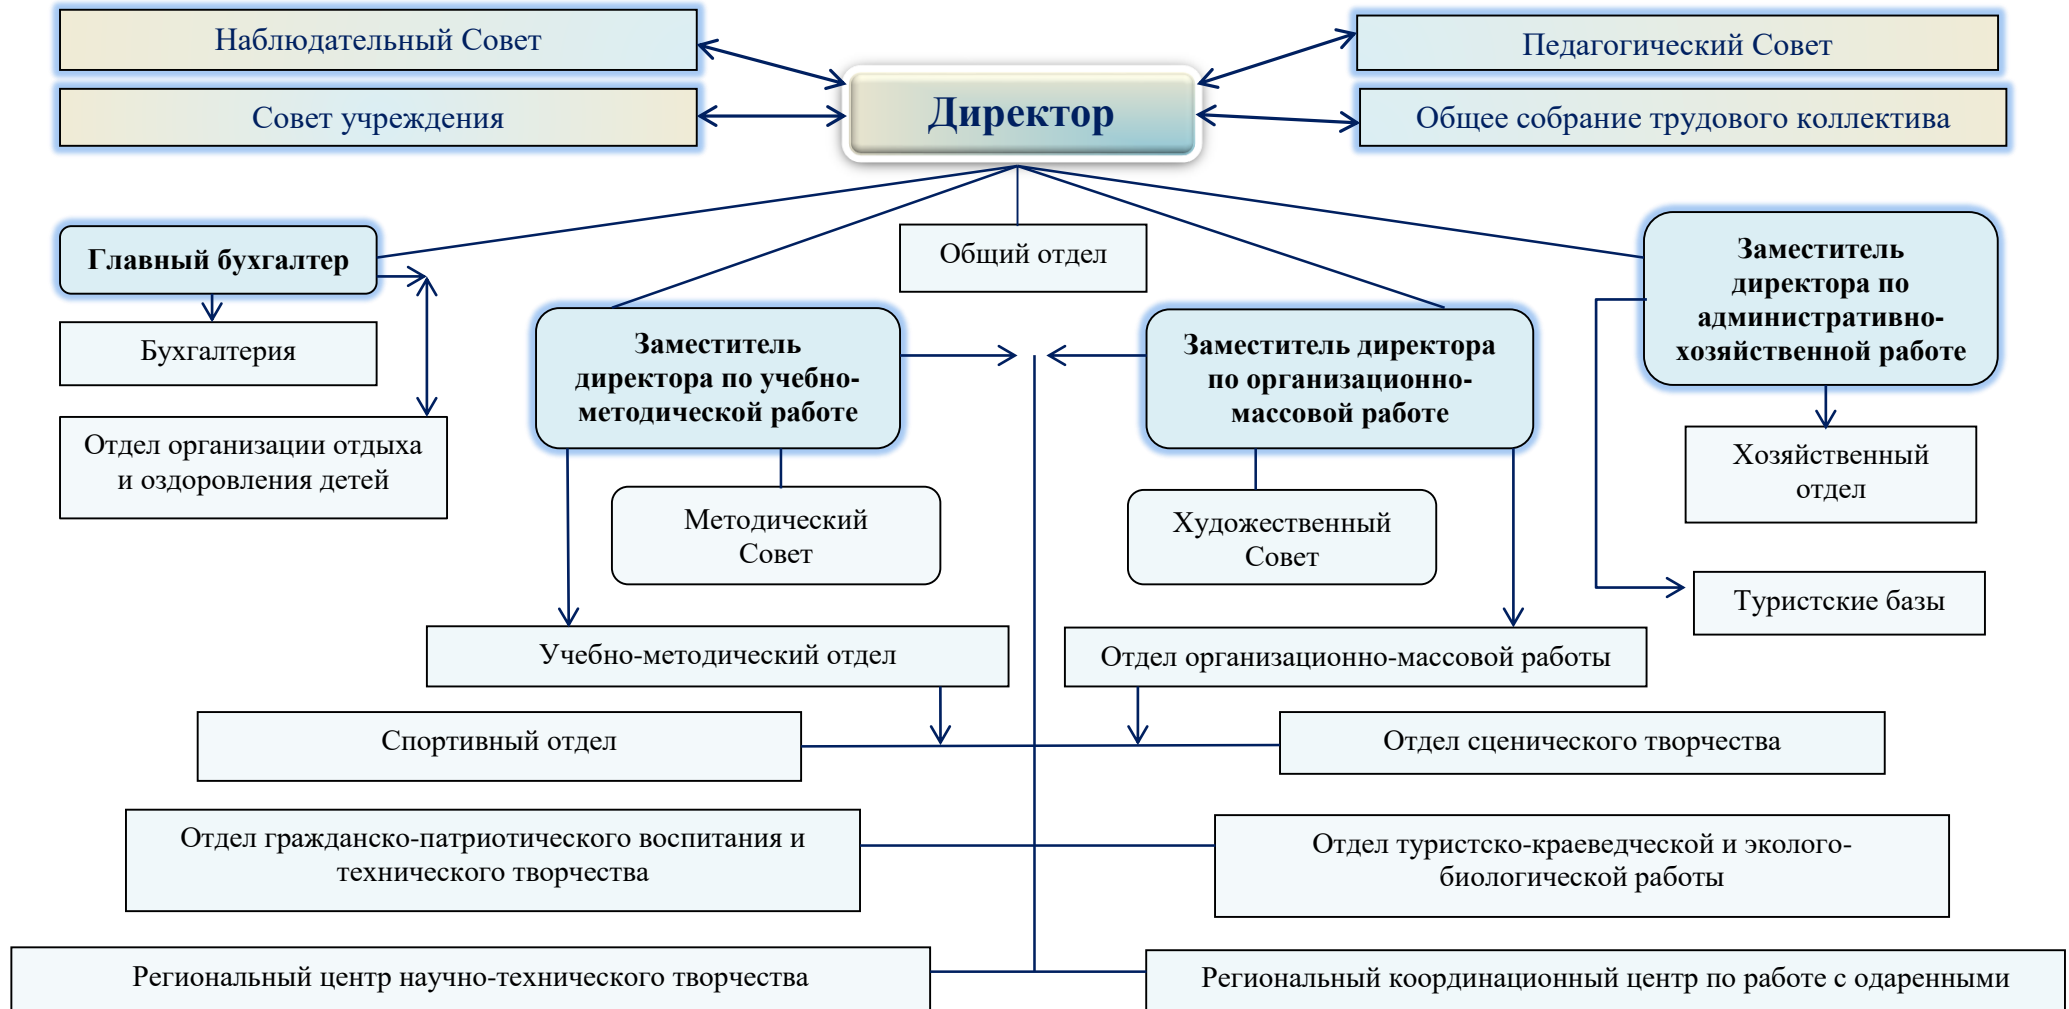 Наблюдательный Совет
Педагогический Совет
Директор
Совет учреждения
Общее собрание трудового коллектива
Главный бухгалтер
Общий отдел
Заместитель
директора по
административно-
хозяйственной работе
Бухгалтерия
Заместитель
директора по учебно-
методической работе
Заместитель директора
по организационно-
массовой работе
Отдел организации отдыха
и оздоровления детей
Хозяйственный
отдел
Методический
Совет
Художественный
Совет
Туристские базы
Учебно-методический отдел
Отдел организационно-массовой работы
Спортивный отдел
Отдел сценического творчества
Отдел гражданско-патриотического воспитания и
технического творчества
Отдел туристско-краеведческой и эколого-
биологической работы
Региональный центр научно-технического творчества
Региональный координационный центр по работе с одаренными